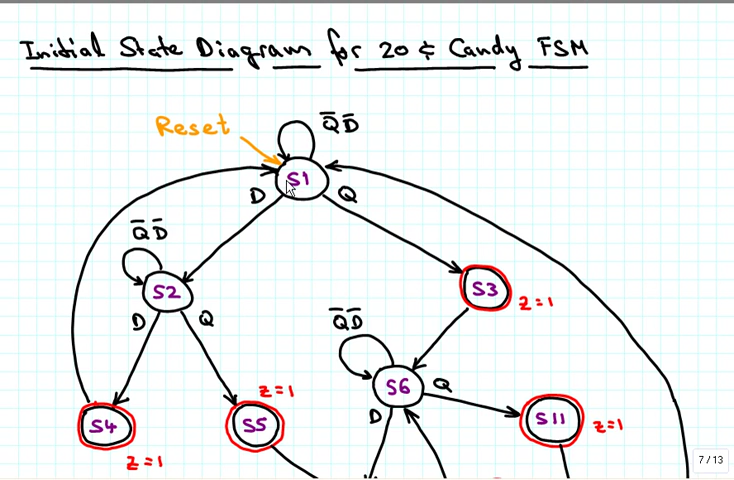 Initial State Diagram for 20 ¢ Candy FSM
Reset
Q̅ D̅
S1
D
Q
Q̅ D̅
S2
D
Q
S3
Z=1
Q̅ D̅
S6
Q
D
Z=1
S4
S5
S11
Z=1
Z=1
7 / 13